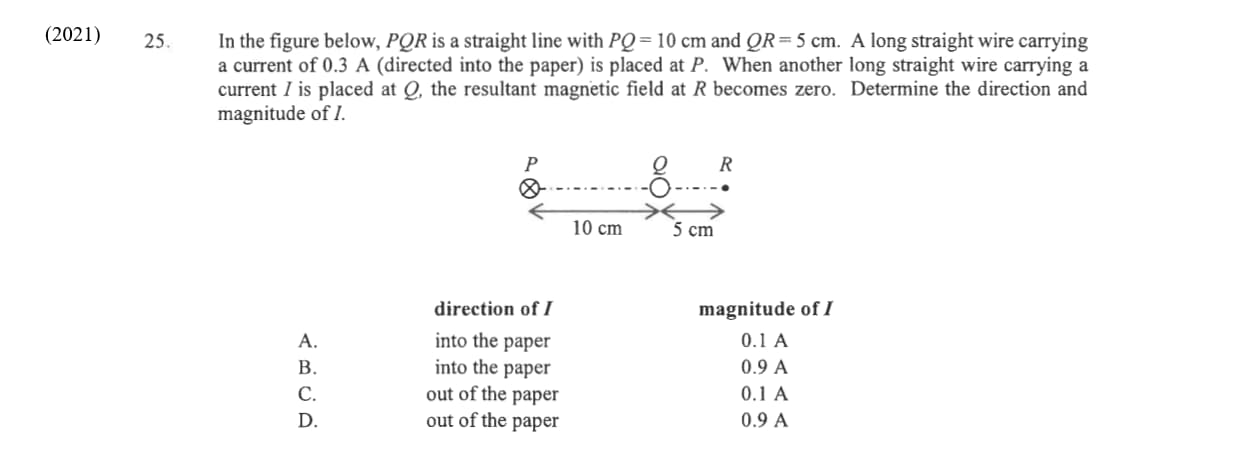 (2021)
25. In the figure below, PQR is a straight line with PQ = 10 cm and QR = 5 cm. A long straight wire carrying
a current of 0.3 A (directed into the paper) is placed at P. When another long straight wire carrying a
current I is placed at Q, the resultant magnetic field at R becomes zero. Determine the direction and
magnitude of I.
P Q R
10 cm 5 cm
direction of I magnitude of I
A. into the paper 0.1 A
B. into the paper 0.9 A
C. out of the paper 0.1 A
D. out of the paper 0.9 A